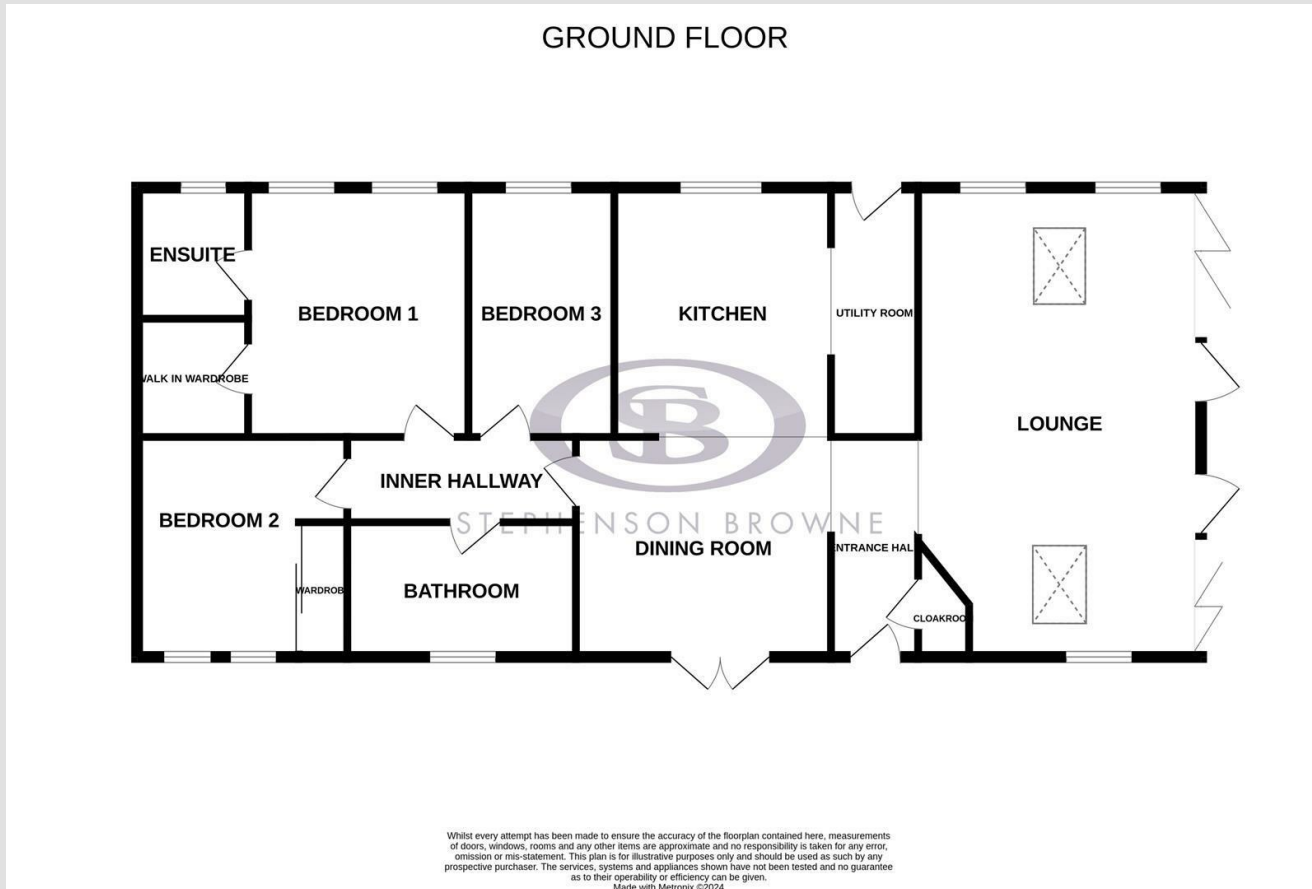 GROUND FLOOR
ENSUITE
BEDROOM 1
BEDROOM 3
KITCHEN
UTILITY ROOM
WALK IN WARDROBE
LOUNGE
SB
INNER HALLWAY
BEDROOM 2
STEPHENSON BROWNE
DINING ROOM
ENTRANCE HALL
WARDROBE
BATHROOM
CLOAKROOM
Whilst every attempt has been made to ensure the accuracy of the floorplan contained here, measurements
of doors, windows, rooms and any other items are approximate and no responsibility is taken for any error,
omission or mis-statement. This plan is for illustrative purposes only and should be used as such by any
prospective purchaser. The services, systems and appliances shown have not been tested and no guarantee
as to their operability or efficiency can be given.
Made with Metropix ©2024